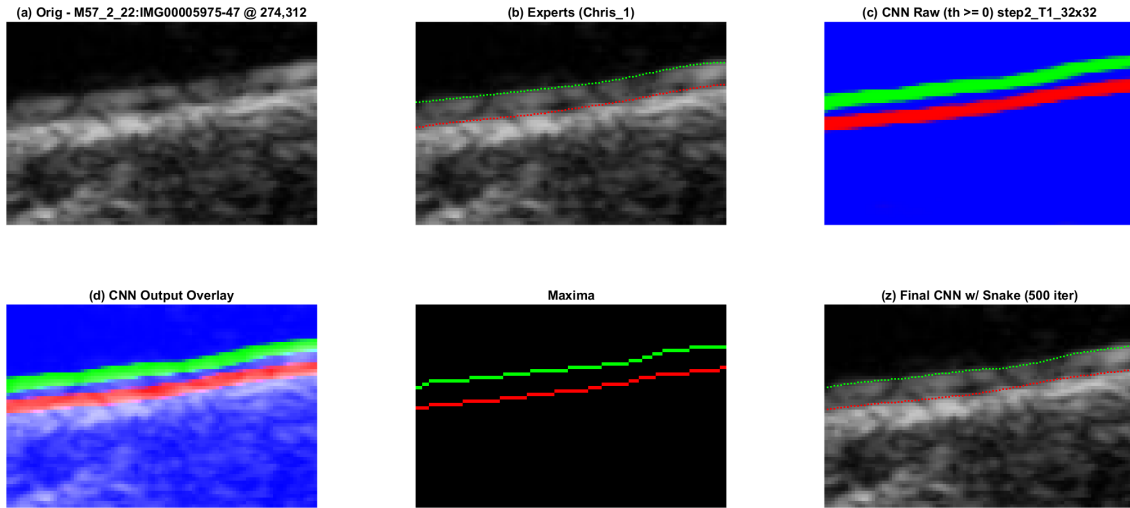 (a) Orig - M57_2_22:IMG00005975-47 @ 274,312
(b) Experts (Chris_1)
(c) CNN Raw (th >= 0) step2_T1_32x32
(d) CNN Output Overlay
Maxima
(z) Final CNN w/ Snake (500 iter)